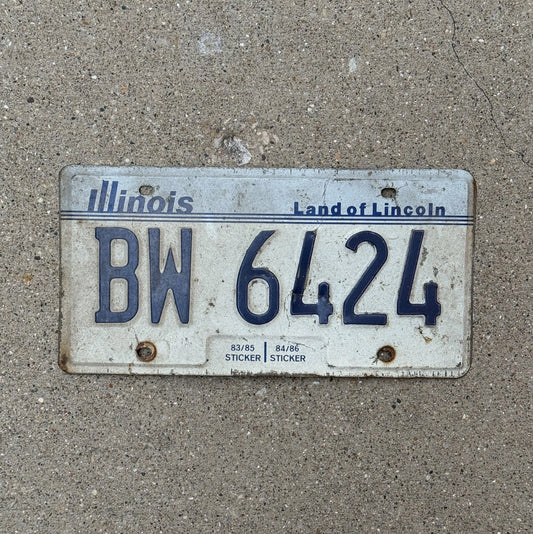 Illinois Land of Lincoln
BW 6424
83/85 | 84/86
STICKER | STICKER